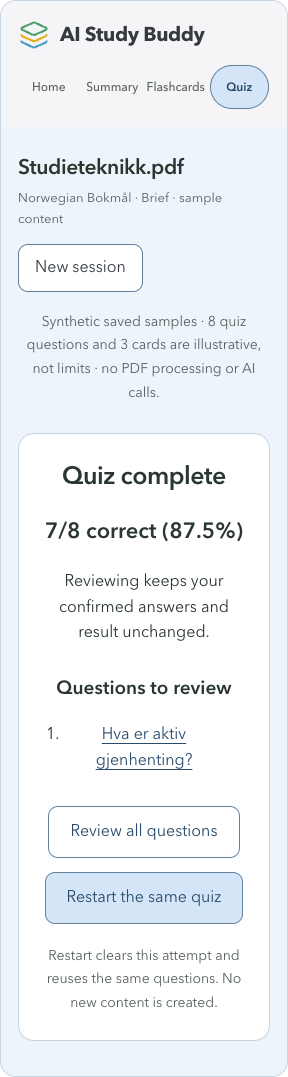 AI Study Buddy
Home Summary Flashcards Quiz
Studieteknikk.pdf
Norwegian Bokmål · Brief · sample
content
New session
Synthetic saved samples · 8 quiz
questions and 3 cards are illustrative,
not limits · no PDF processing or AI
calls.
Quiz complete
7/8 correct (87.5%)
Reviewing keeps your
confirmed answers and
result unchanged.
Questions to review
1. Hva er aktiv
gjenhenting?
Review all questions
Restart the same quiz
Restart clears this attempt and
reuses the same questions. No
new content is created.